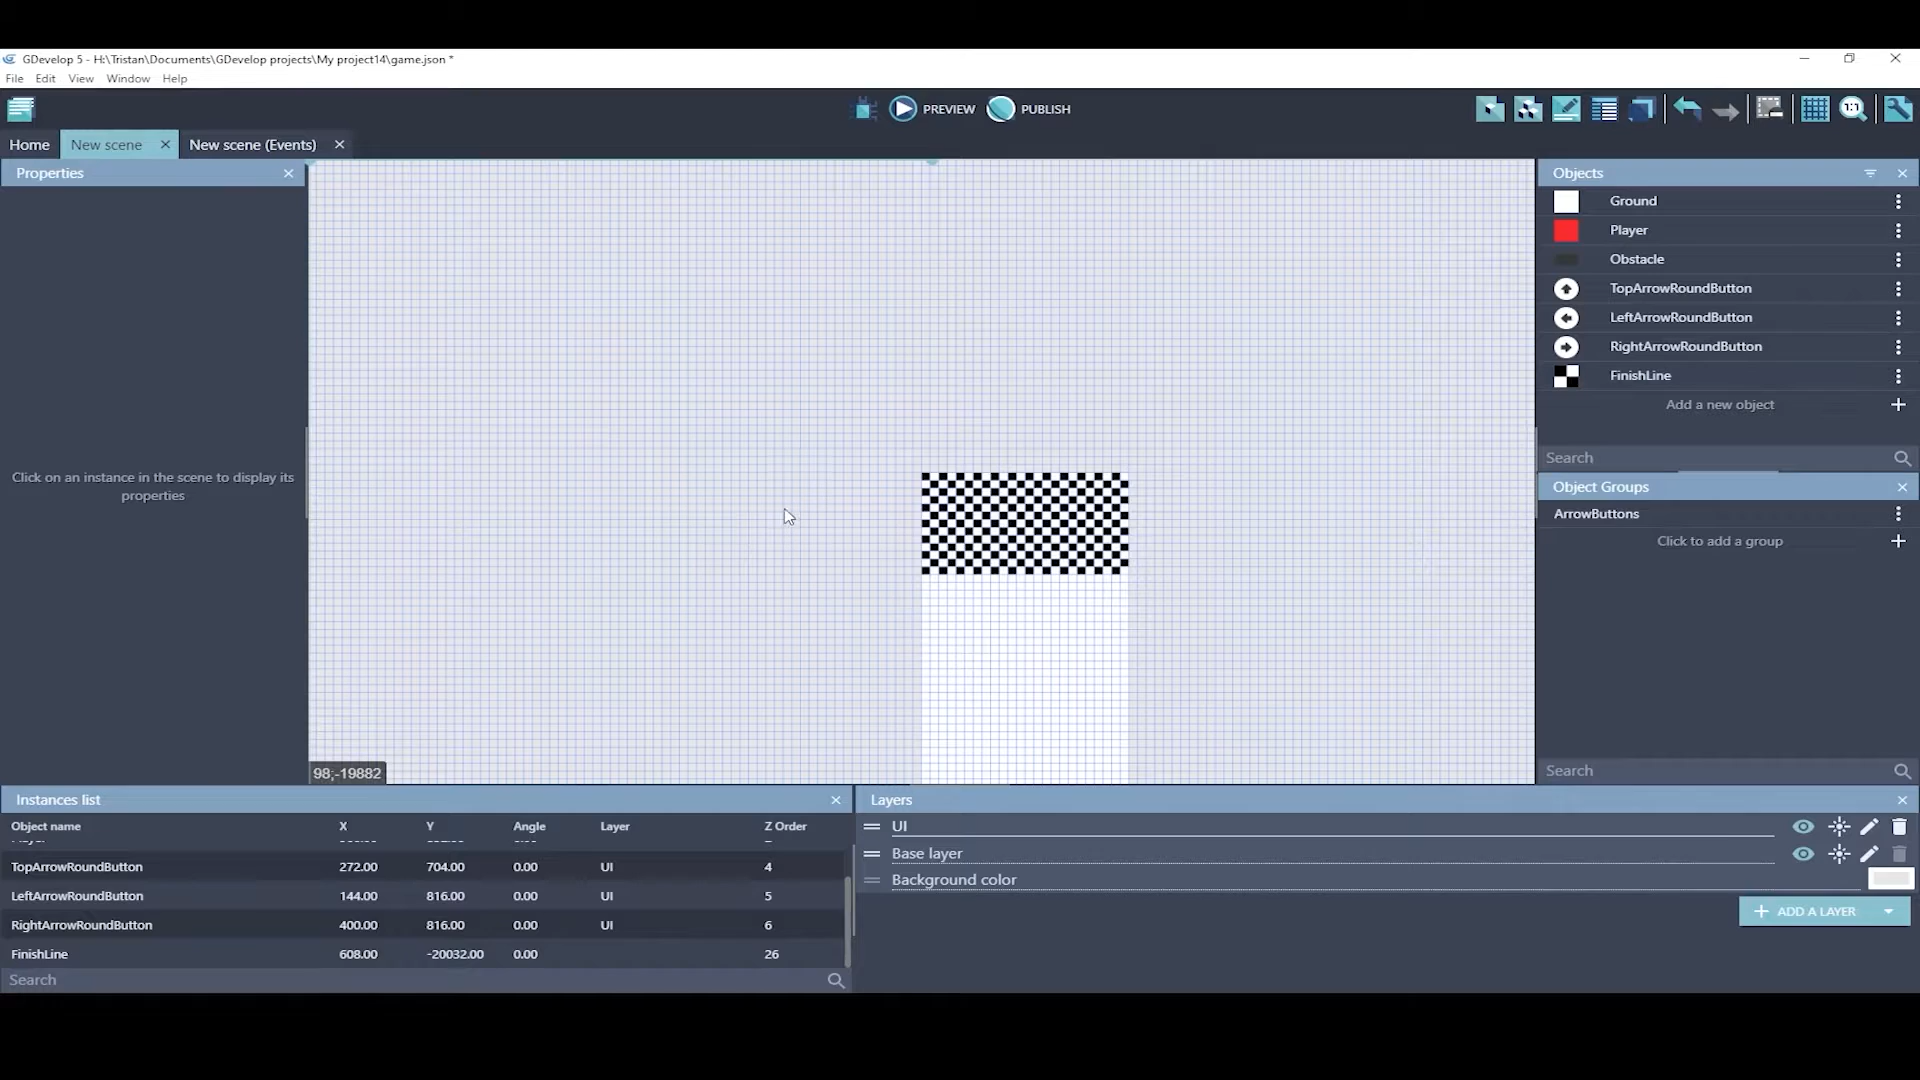 GDevelop 5 - H:\Tristan\Documents\GDevelop projects\My project14\game.json *
File Edit View Window Help
PREVIEW PUBLISH 1:1
Home New scene New scene (Events)
Properties
Click on an instance in the scene to display its
properties
98;-19882
Objects
Ground
Player
Obstacle
TopArrowRoundButton
LeftArrowRoundButton
RightArrowRoundButton
FinishLine
Add a new object
Search
Object Groups
ArrowButtons
Click to add a group
Search
Instances list
Object name X Y Angle Layer Z Order
TopArrowRoundButton 272.00 704.00 0.00 UI 4
LeftArrowRoundButton 144.00 816.00 0.00 UI 5
RightArrowRoundButton 400.00 816.00 0.00 UI 6
FinishLine 608.00 -20032.00 0.00 26
Search
Layers
UI
Base layer
Background color
ADD A LAYER